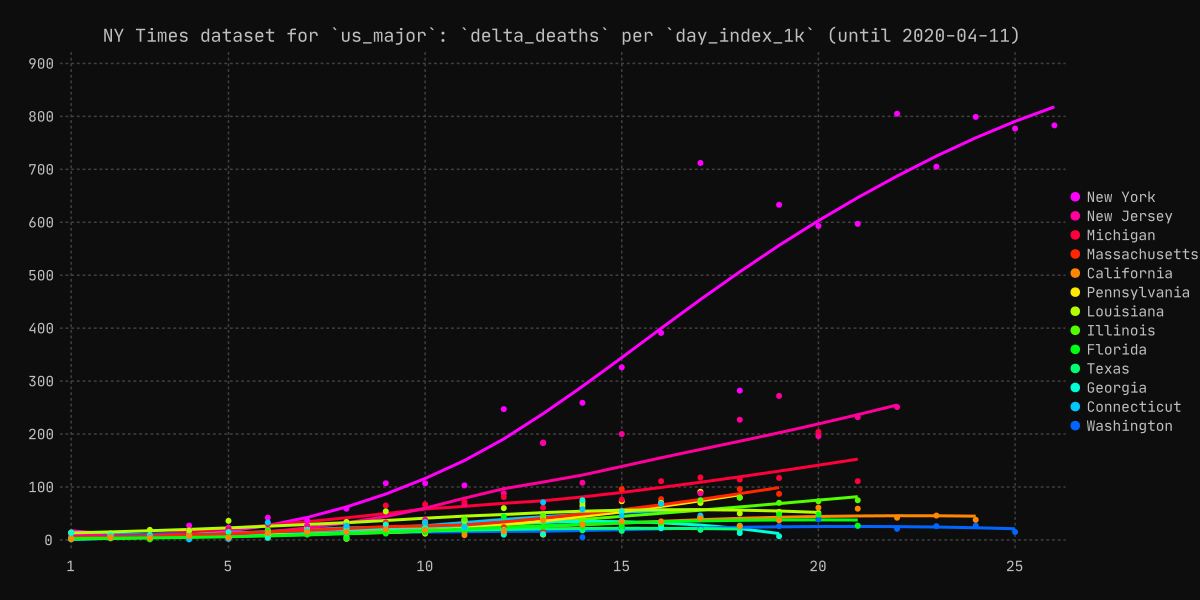 NY Times dataset for `us_major`: `delta_deaths` per `day_index_1k` (until 2020-04-11)
900
800
700
600
500
400
300
200
100
0
1 5 10 15 20 25
New York
New Jersey
Michigan
Massachusetts
California
Pennsylvania
Louisiana
Illinois
Florida
Texas
Georgia
Connecticut
Washington